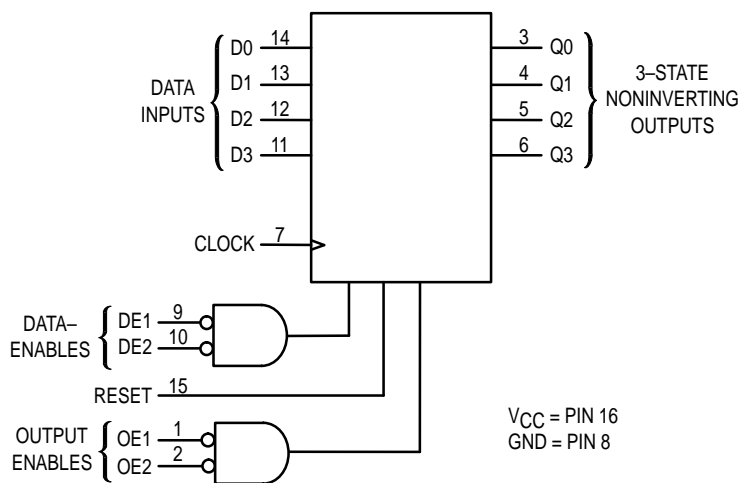 DATA
INPUTS
D0 14
D1 13
D2 12
D3 11
3 Q0
4 Q1
5 Q2
6 Q3
3–STATE
NONINVERTING
OUTPUTS
CLOCK 7
DATA–
ENABLES
DE1 9
DE2 10
RESET 15
OUTPUT
ENABLES
OE1 1
OE2 2
VCC = PIN 16
GND = PIN 8